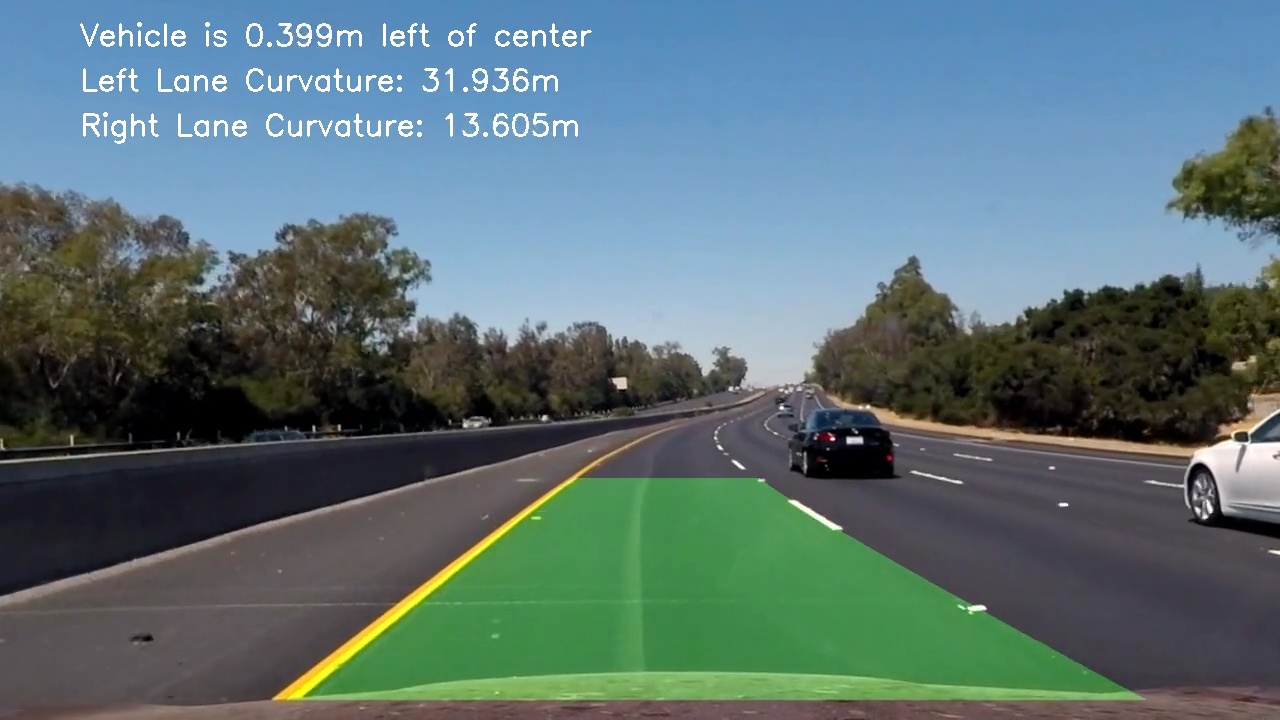 Vehicle is 0.399m left of center
Left Lane Curvature: 31.936m
Right Lane Curvature: 13.605m